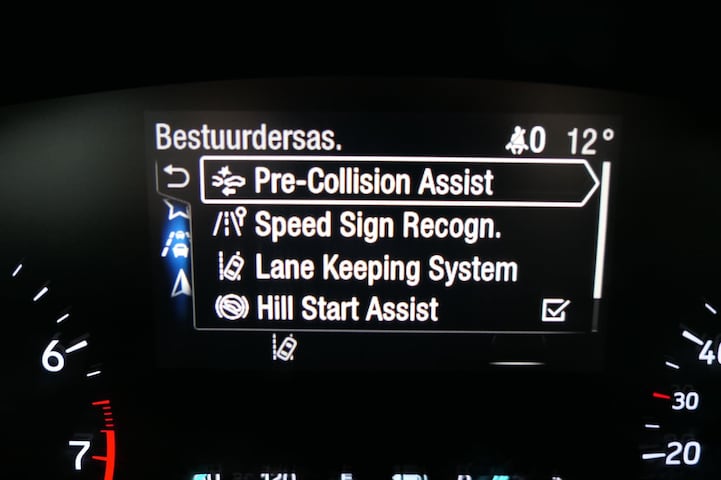 Bestuurdersas. 0 12°
Pre-Collision Assist
Speed Sign Recogn.
Lane Keeping System
Hill Start Assist
6
7
40
30
20